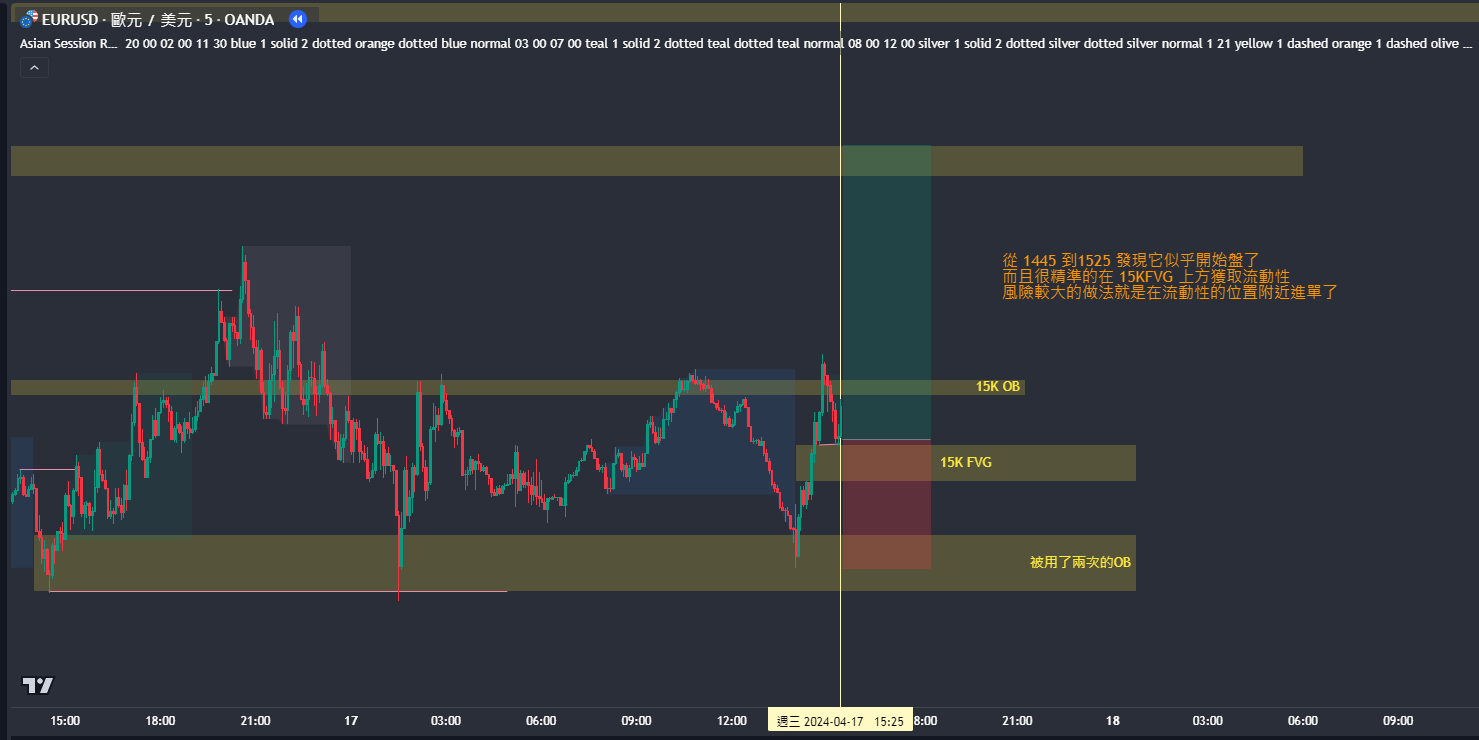 EURUSD · 歐元 / 美元 · 5 · OANDA
Asian Session R... 20 00 02 00 11 30 blue 1 solid 2 dotted orange dotted blue normal 03 00 07 00 teal 1 solid 2 dotted teal dotted teal normal 08 00 12 00 silver 1 solid 2 dotted silver dotted silver normal 1 21 yellow 1 dashed orange 1 dashed olive ...
從 1445 到1525 發現它似乎開始盤了
而且很精準的在 15KFVG 上方獲取流動性
風險較大的做法就是在流動性的位置附近進單了
15K OB
15K FVG
被用了兩次的OB
15:00 18:00 21:00 17 03:00 06:00 09:00 12:00 週三 2024-04-17 15:25 8:00 21:00 18 03:00 06:00 09:00